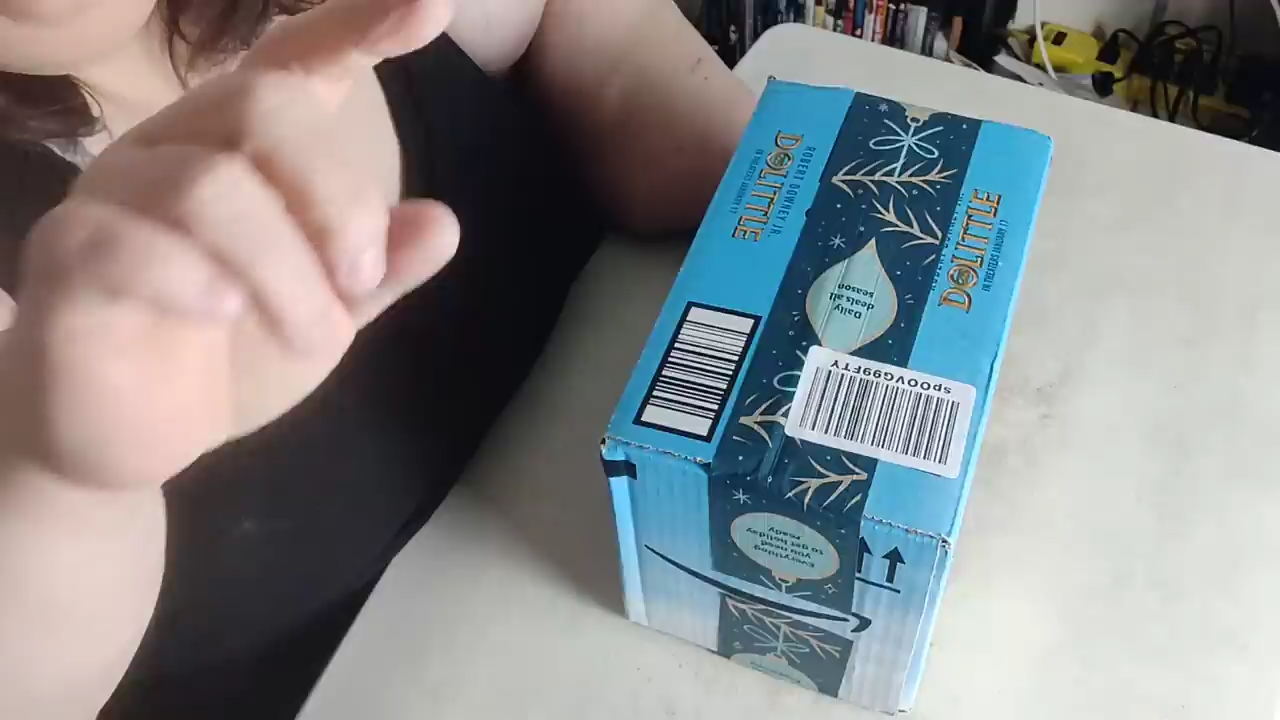 ROBERT DOWNEY JR.
DOLITTLE
IN THEATERS JANUARY 17
DOLITTLE
IN THEATERS JANUARY 17
Daily
deals all
season
spOOVG99FTY
Everything
you need
to get holiday
ready